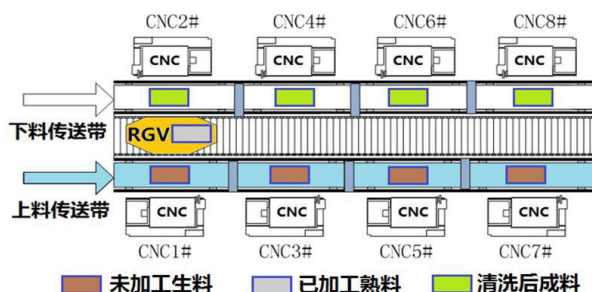 CNC2# CNC4# CNC6# CNC8#
CNC CNC CNC CNC
下料传送带
RGV
上料传送带
CNC CNC CNC CNC
CNC1# CNC3# CNC5# CNC7#
未加工生料 已加工熟料 清洗后成料